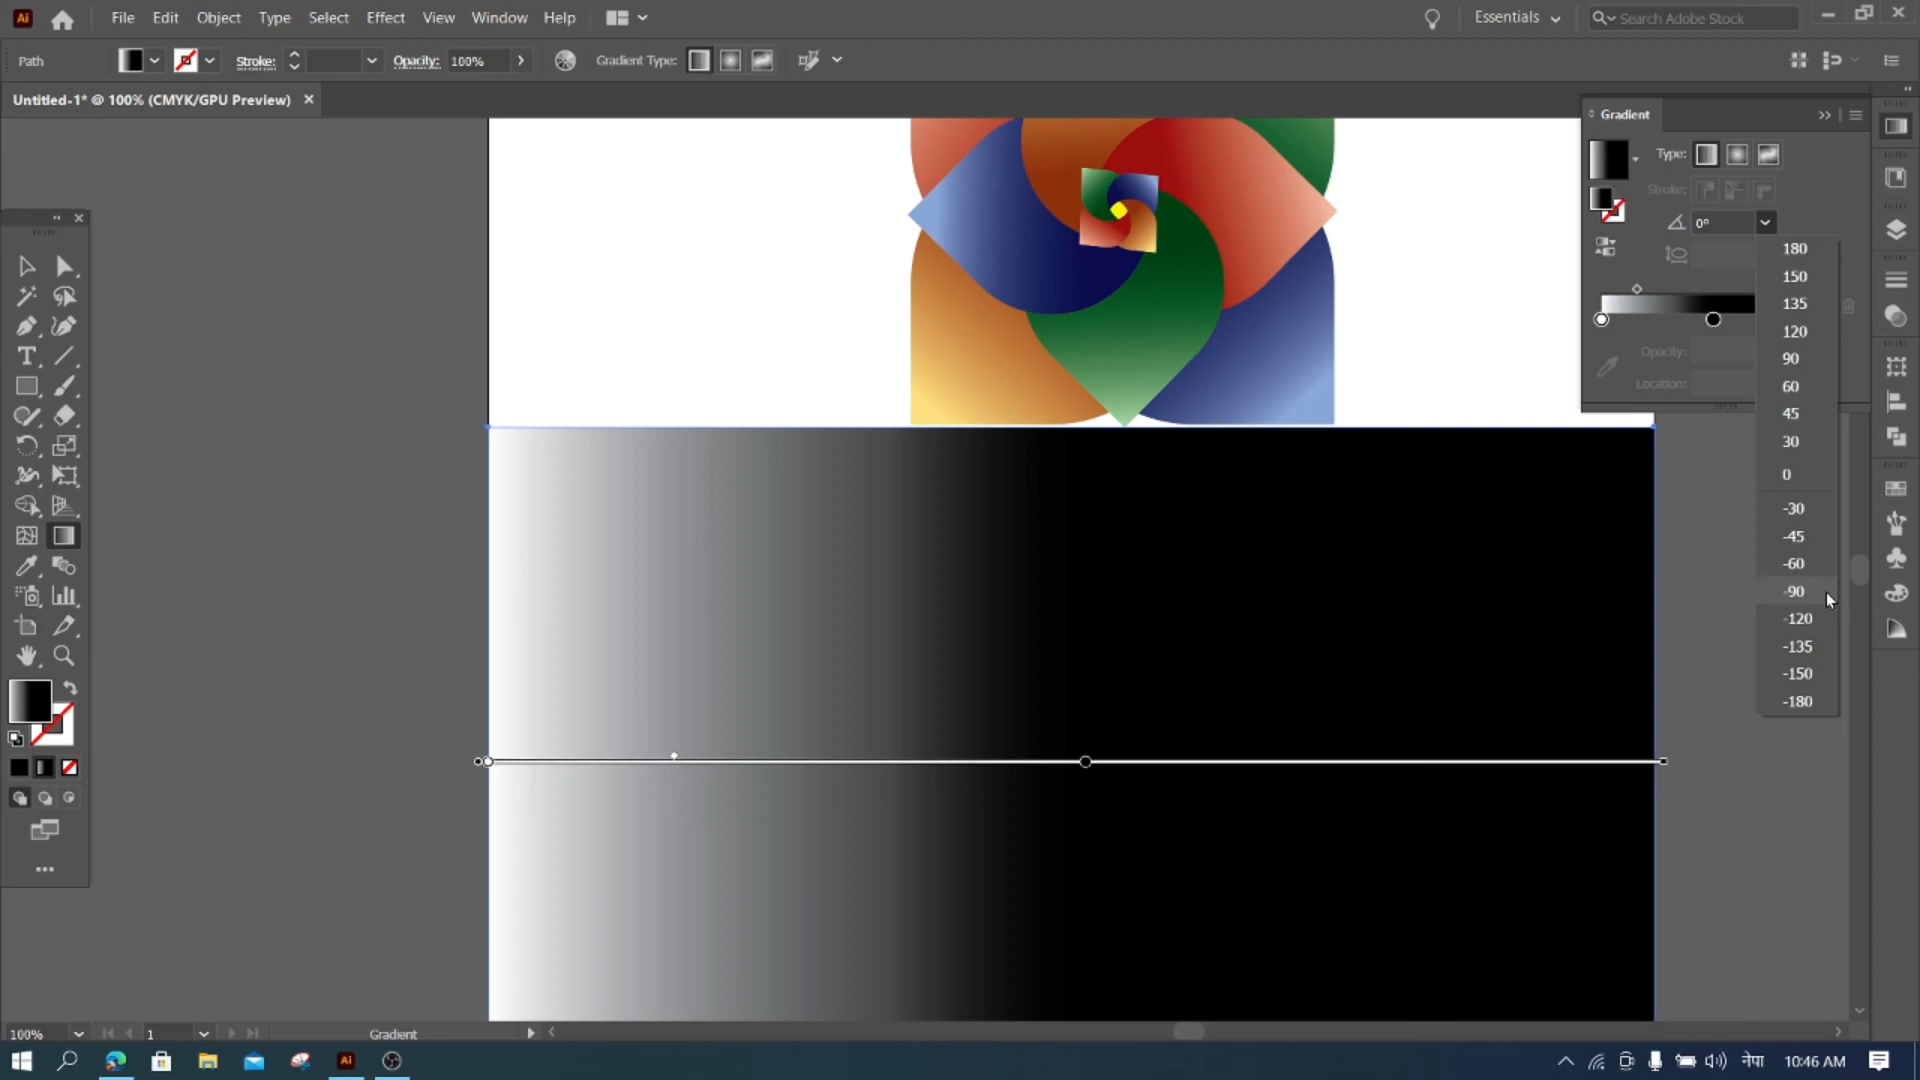 Ai File Edit Object Type Select Effect View Window Help Essentials Search Adobe Stock
Path Stroke: Opacity: 100% Gradient Type:
Untitled-1* @ 100% (CMYK/GPU Preview) ×
Gradient
Type:
Stroke:
0°
Opacity:
Location:
180
150
135
120
90
60
45
30
0
-30
-45
-60
-90
-120
-135
-150
-180
100% 1 Gradient
Ai नेपा 10:46 AM